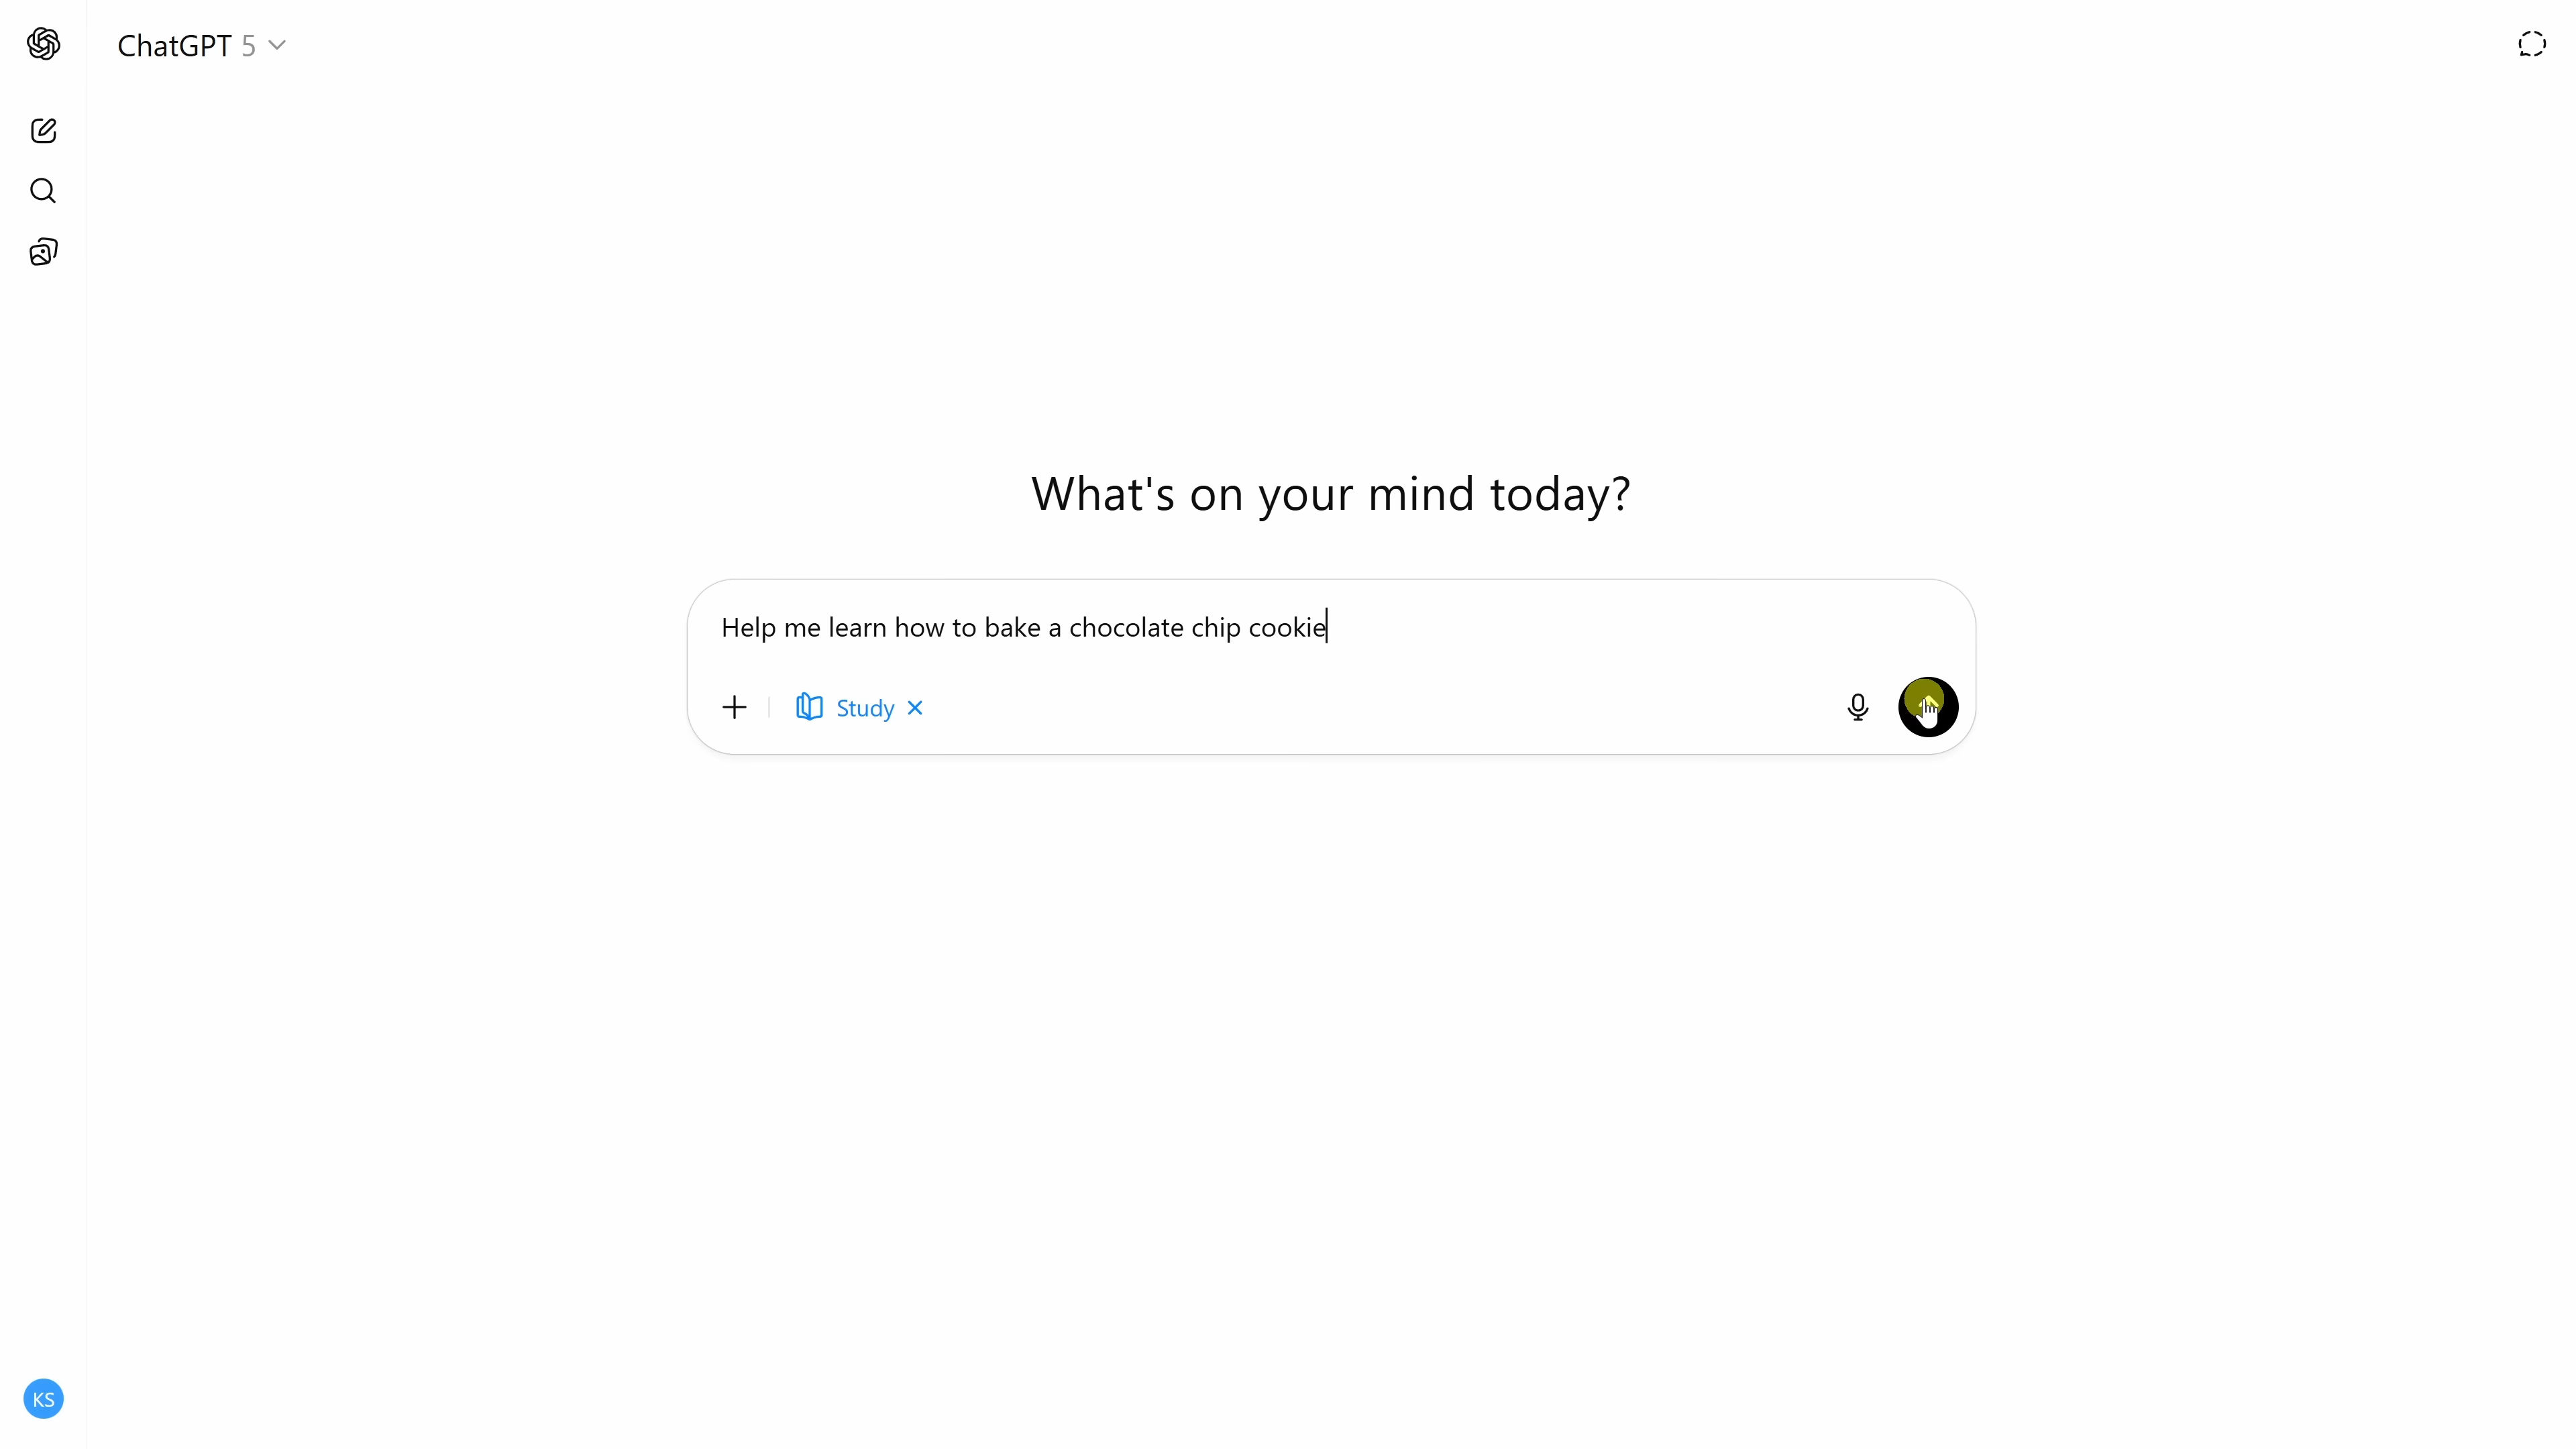 ChatGPT 5
What's on your mind today?
Help me learn how to bake a chocolate chip cookie
Study
KS